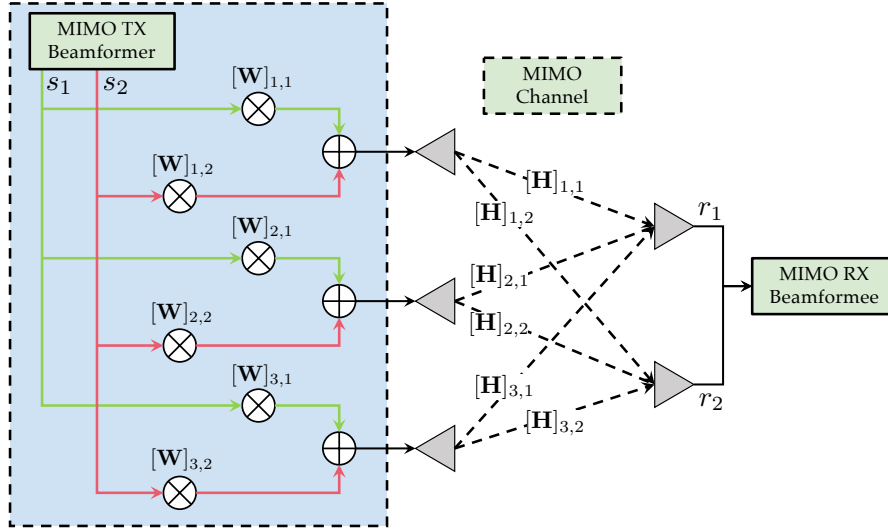 MIMO TX
Beamformer
s₁ s₂
[W]₁,₁
MIMO
Channel
[W]₁,₂
[H]₁,₁
[H]₁,₂
r₁
[W]₂,₁
[H]₂,₁
MIMO RX
Beamformee
[W]₂,₂
[H]₂,₂
[W]₃,₁
[H]₃,₁
r₂
[H]₃,₂
[W]₃,₂